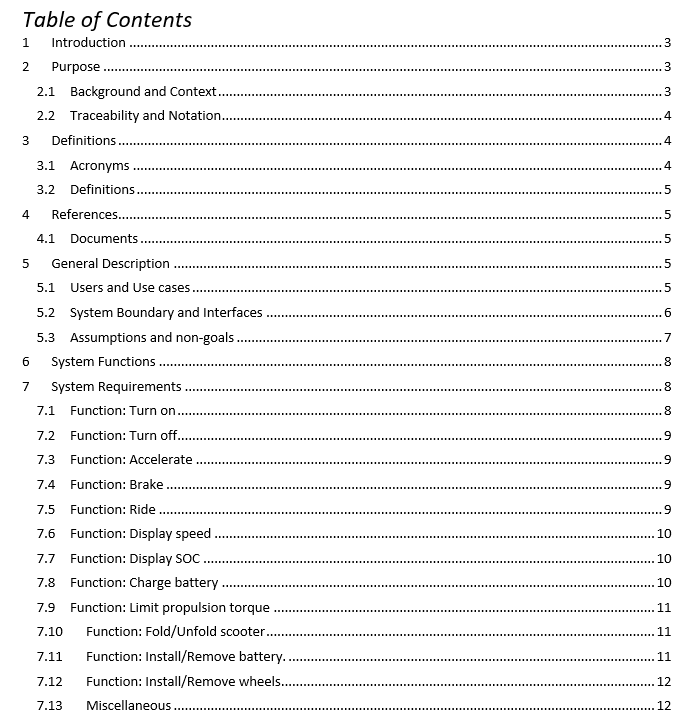 Table of Contents
1 Introduction ........ 3
2 Purpose ........ 3
2.1 Background and Context ........ 3
2.2 Traceability and Notation ........ 4
3 Definitions ........ 4
3.1 Acronyms ........ 4
3.2 Definitions ........ 5
4 References ........ 5
4.1 Documents ........ 5
5 General Description ........ 5
5.1 Users and Use cases ........ 5
5.2 System Boundary and Interfaces ........ 6
5.3 Assumptions and non-goals ........ 7
6 System Functions ........ 8
7 System Requirements ........ 8
7.1 Function: Turn on ........ 8
7.2 Function: Turn off ........ 9
7.3 Function: Accelerate ........ 9
7.4 Function: Brake ........ 9
7.5 Function: Ride ........ 9
7.6 Function: Display speed ........ 10
7.7 Function: Display SOC ........ 10
7.8 Function: Charge battery ........ 10
7.9 Function: Limit propulsion torque ........ 11
7.10 Function: Fold/Unfold scooter ........ 11
7.11 Function: Install/Remove battery. ........ 11
7.12 Function: Install/Remove wheels ........ 12
7.13 Miscellaneous ........ 12